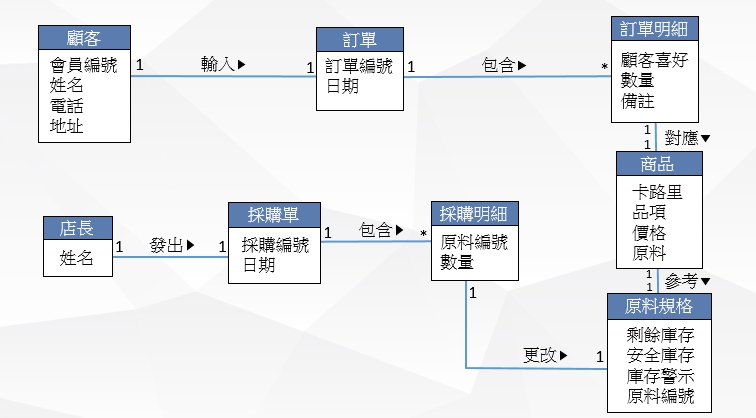 顧客
會員編號
姓名
電話
地址
1
輸入▶
1
訂單
訂單編號
日期
1
包含▶
*
訂單明細
顧客喜好
數量
備註
1
1
對應▼
商品
卡路里
品項
價格
原料
1
1
參考▼
店長
姓名
1
發出▶
1
採購單
採購編號
日期
1
包含▶
*
採購明細
原料編號
數量
1
更改▶
1
原料規格
剩餘庫存
安全庫存
庫存警示
原料編號